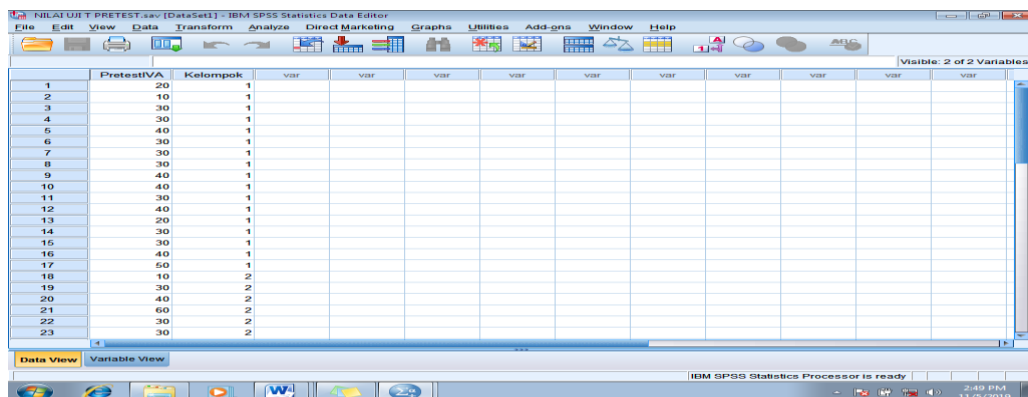 NILAI UJI T PRETEST.sav [DataSet1] - IBM SPSS Statistics Data Editor
File Edit View Data Transform Analyze Direct Marketing Graphs Utilities Add-ons Window Help
Visible: 2 of 2 Variables
PretestIVA Kelompok var var var var var var var var var var
1 20 1
2 10 1
3 30 1
4 30 1
5 40 1
6 30 1
7 30 1
8 30 1
9 40 1
10 40 1
11 30 1
12 40 1
13 20 1
14 30 1
15 30 1
16 40 1
17 50 1
18 10 2
19 30 2
20 40 2
21 60 2
22 30 2
23 30 2
Data View Variable View
IBM SPSS Statistics Processor is ready
2:49 PM